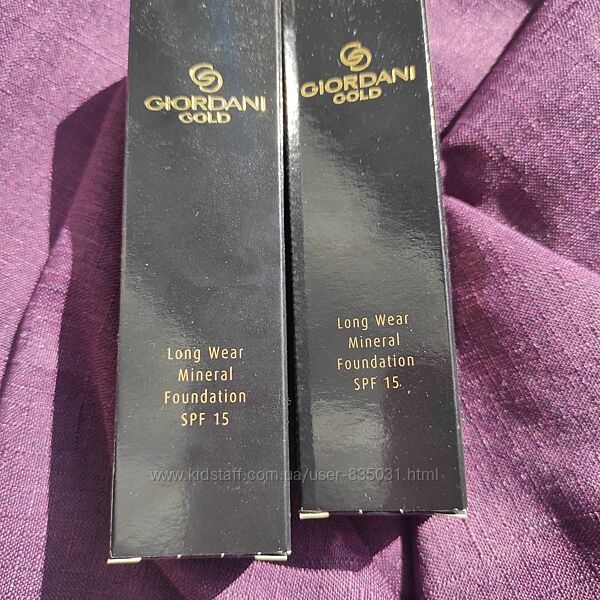 GIORDANI
GOLD
Long Wear
Mineral
Foundation
SPF 15
GIORDANI
GOLD
Long Wear
Mineral
Foundation
SPF 15
www.kidstaff.com.ua/user-835031.html